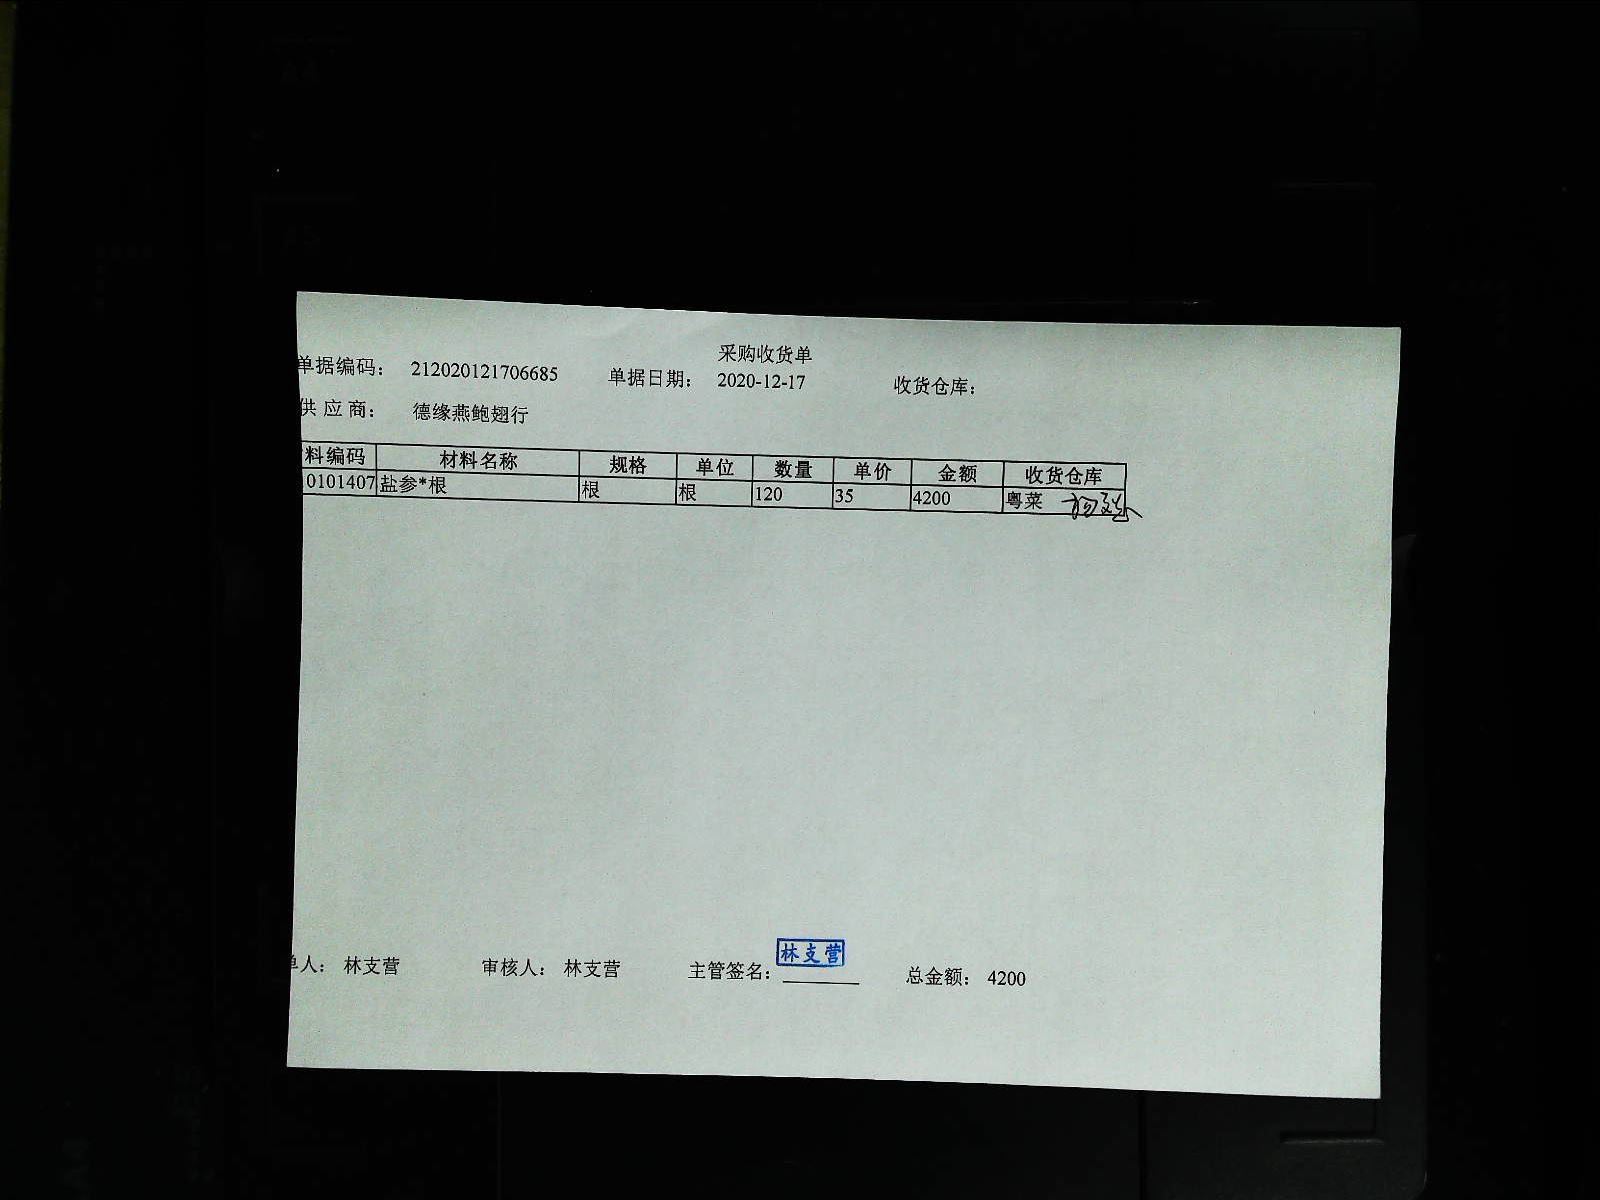 采购收货单
单据编码： 212020121706685 单据日期： 2020-12-17 收货仓库：
供 应 商： 德缘燕鲍翅行
料编码 材料名称 规格 单位 数量 单价 金额 收货仓库
0101407 盐参*根 根 根 120 35 4200 粤菜
单人： 林支营 审核人： 林支营 主管签名： 林支营 总金额： 4200